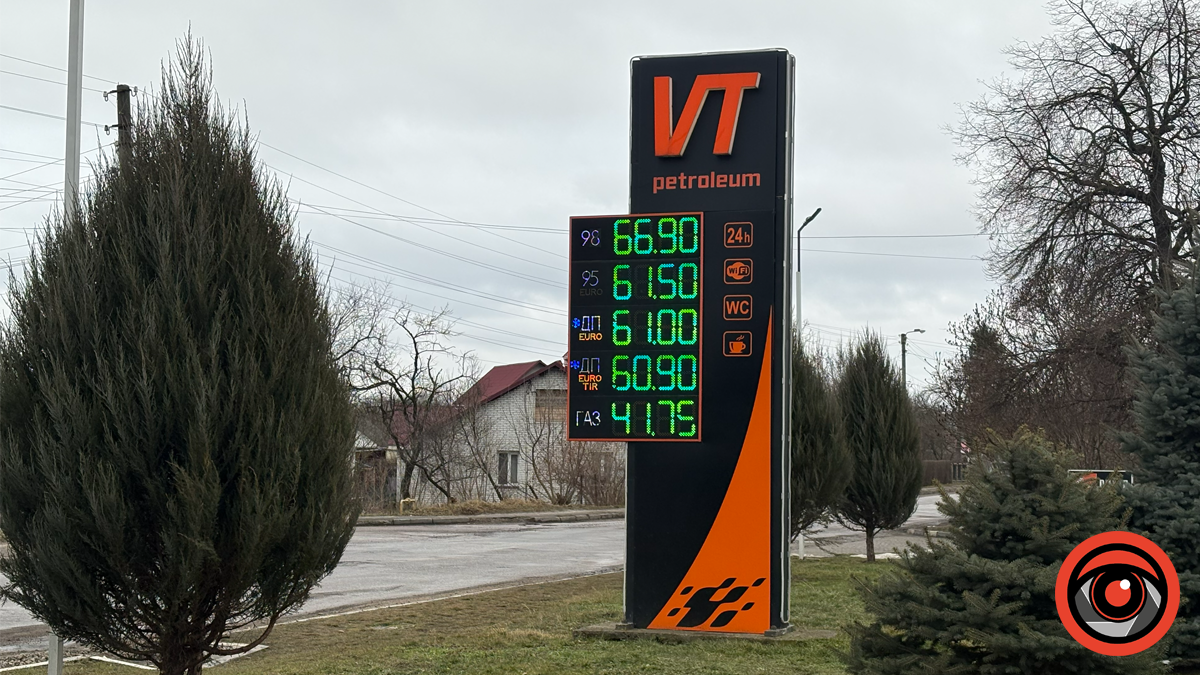 VT
petroleum
98 66.90
95 61.50
EURO
*ДП 61.00
EURO
*ДП 60.90
EURO
TIR
ГАЗ 41.75
24h
WiFi
WC